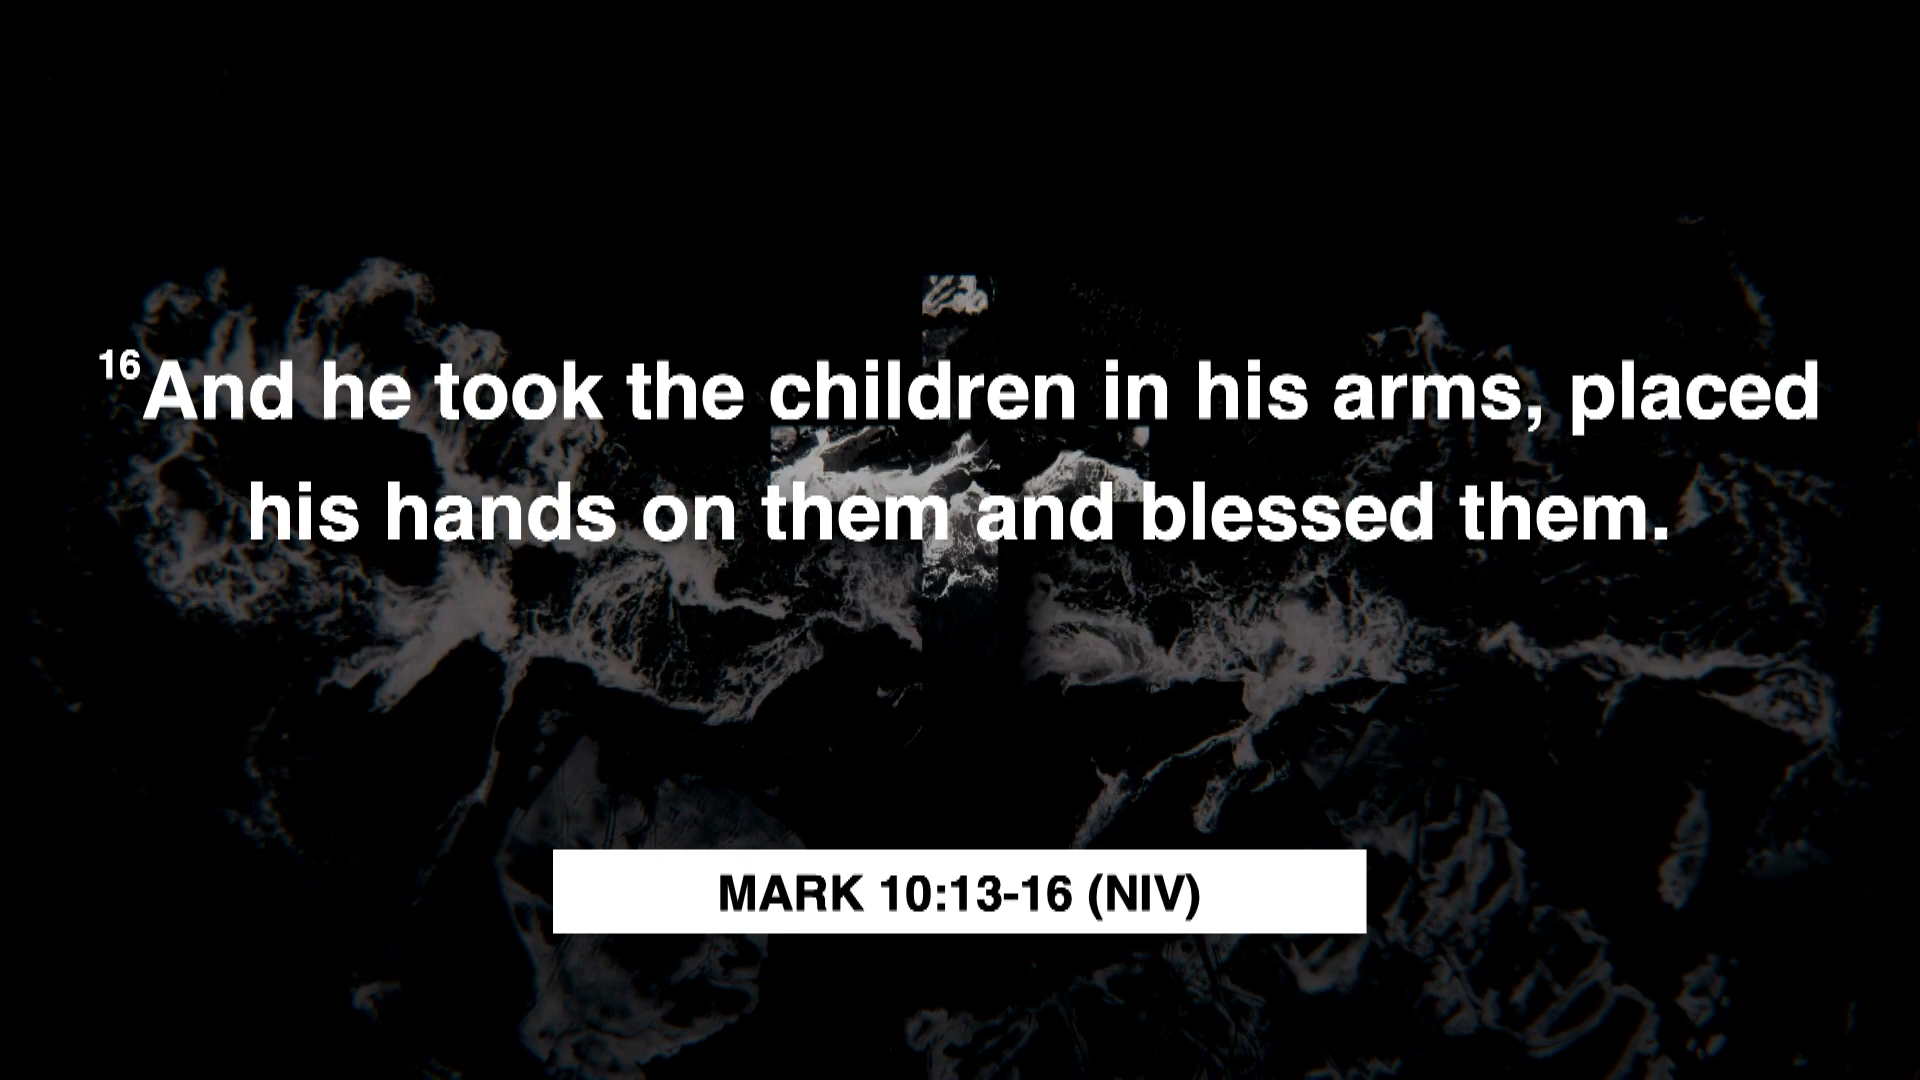 16And he took the children in his arms, placed
his hands on them and blessed them.
MARK 10:13-16 (NIV)